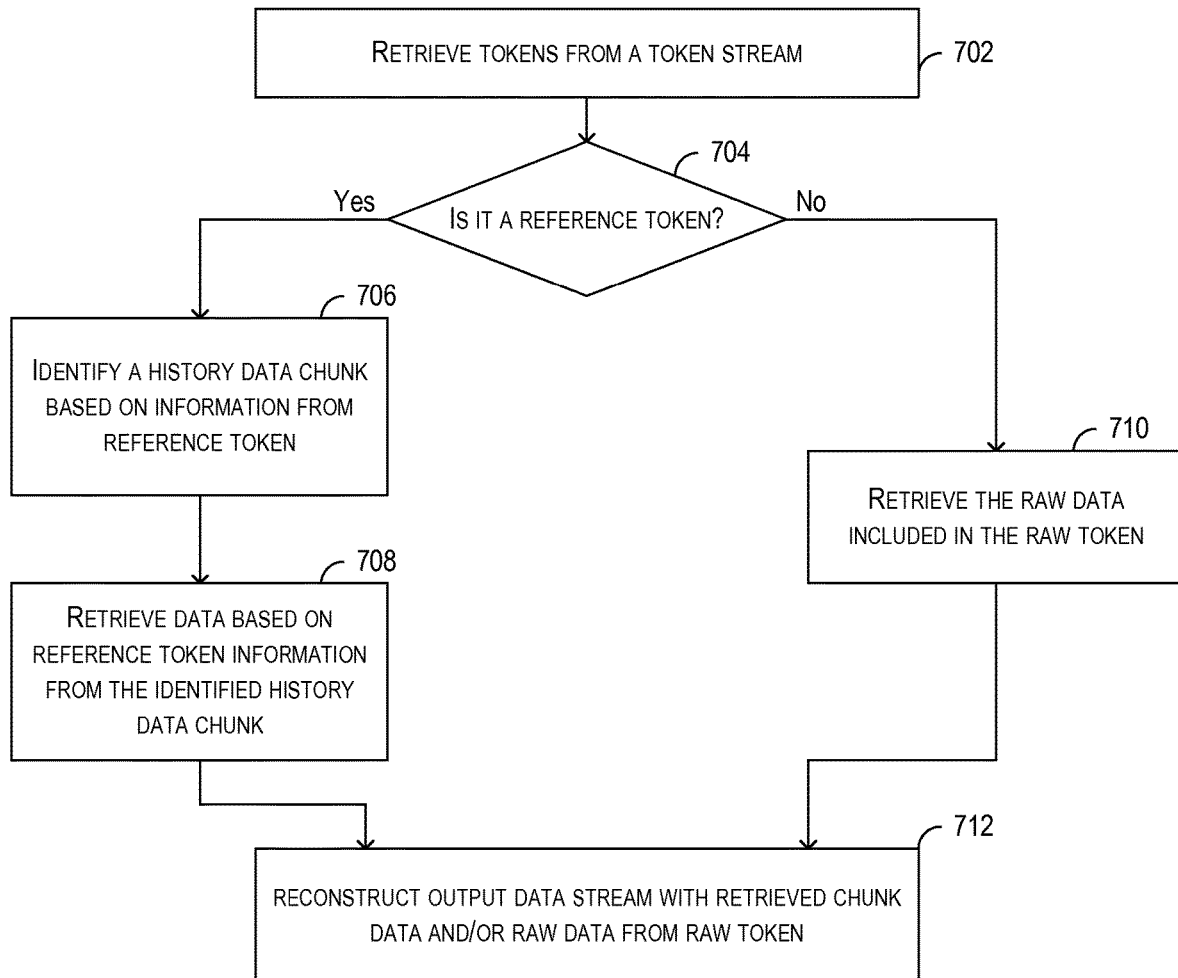 RETRIEVE TOKENS FROM A TOKEN STREAM
702
704
Yes
IS IT A REFERENCE TOKEN?
No
706
IDENTIFY A HISTORY DATA CHUNK
BASED ON INFORMATION FROM
REFERENCE TOKEN
710
RETRIEVE THE RAW DATA
INCLUDED IN THE RAW TOKEN
708
RETRIEVE DATA BASED ON
REFERENCE TOKEN INFORMATION
FROM THE IDENTIFIED HISTORY
DATA CHUNK
712
RECONSTRUCT OUTPUT DATA STREAM WITH RETRIEVED CHUNK
DATA AND/OR RAW DATA FROM RAW TOKEN